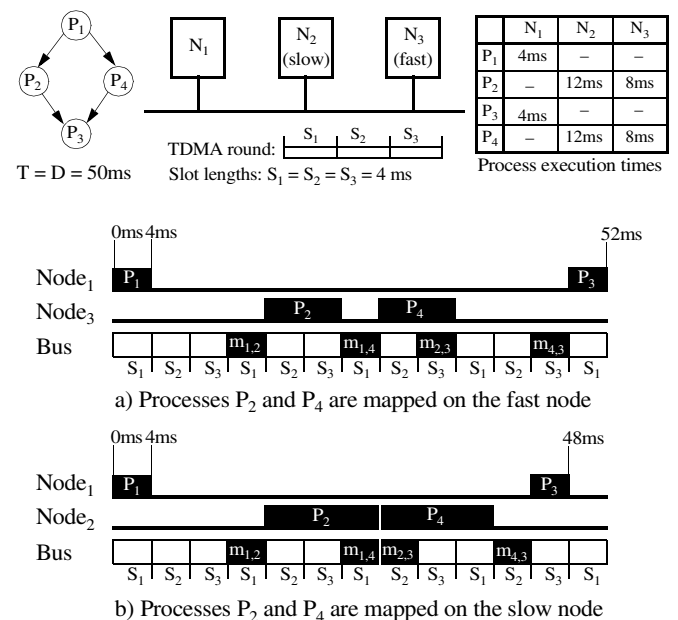 P1
P2 P4
P3
T = D = 50ms
N1
N2
(slow)
N3
(fast)
S1 S2 S3
TDMA round:
Slot lengths: S1 = S2 = S3 = 4 ms
N1 N2 N3
P1 4ms – –
P2 – 12ms 8ms
P3 4ms – –
P4 – 12ms 8ms
Process execution times
0ms 4ms 52ms
Node1 P1 P3
Node3 P2 P4
Bus m1,2 m1,4 m2,3 m4,3
S1 S2 S3 S1 S2 S3 S1 S2 S3 S1 S2 S3 S1
a) Processes P2 and P4 are mapped on the fast node
0ms 4ms 48ms
Node1 P1 P3
Node2 P2 P4
Bus m1,2 m1,4 m2,3 m4,3
S1 S2 S3 S1 S2 S3 S1 S2 S3 S1 S2 S3 S1
b) Processes P2 and P4 are mapped on the slow node